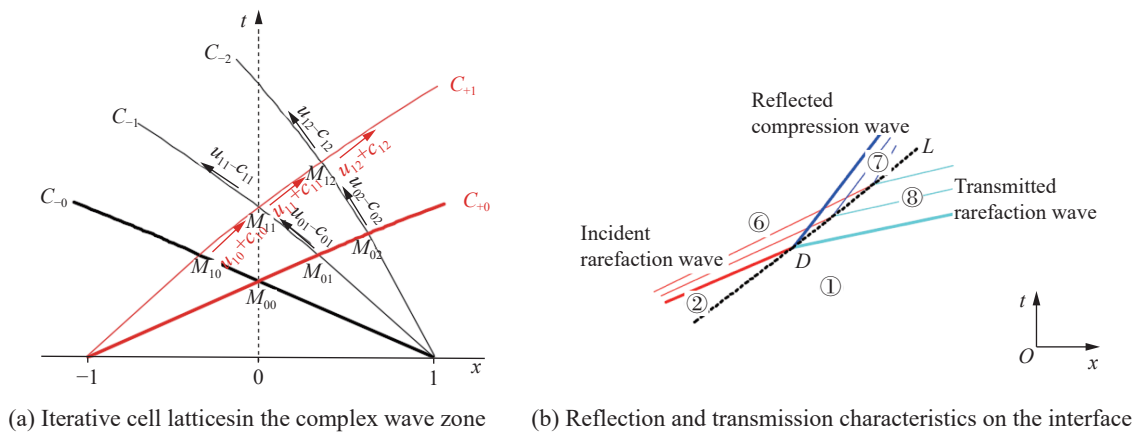 t
C₋₂
C₊₁
C₋₁
u₁₂−c₁₂
u₁₂+c₁₂
u₁₁−c₁₁
M₁₂
u₁₁+c₁₁
u₀₂−c₀₂
C₋₀
C₊₀
M₁₁
u₀₁−c₀₁
u₁₀+c₁₀
M₁₀
M₀₁
M₀₂
M₀₀
−1
0
1
x
(a) Iterative cell latticesin the complex wave zone
Reflected
compression wave
L
⑦
⑧
Transmitted
rarefaction wave
⑥
Incident
rarefaction wave
D
①
②
t
O
x
(b) Reflection and transmission characteristics on the interface